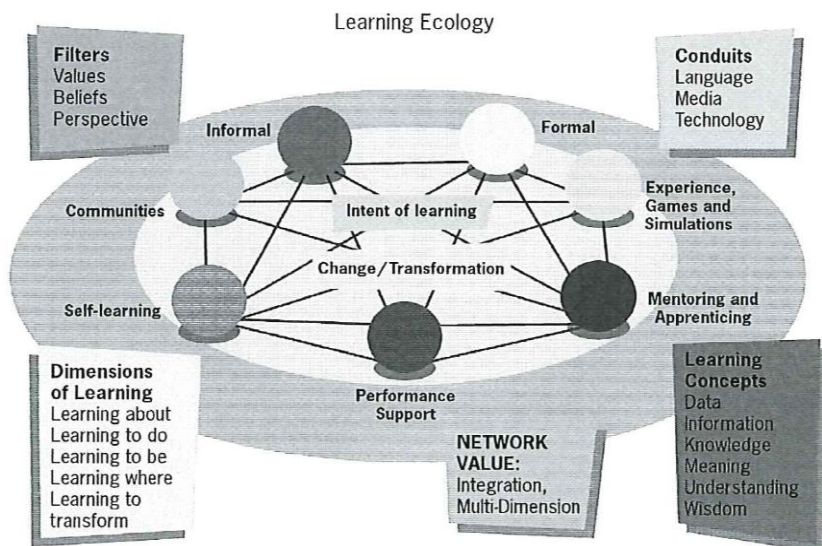 Learning Ecology
Filters
Values
Beliefs
Perspective
Conduits
Language
Media
Technology
Informal
Formal
Communities
Intent of learning
Experience,
Games and
Simulations
Change/Transformation
Self-learning
Mentoring and
Apprenticing
Performance
Support
Dimensions
of Learning
Learning about
Learning to do
Learning to be
Learning where
Learning to
transform
NETWORK
VALUE:
Integration,
Multi-Dimension
Learning
Concepts
Data
Information
Knowledge
Meaning
Understanding
Wisdom